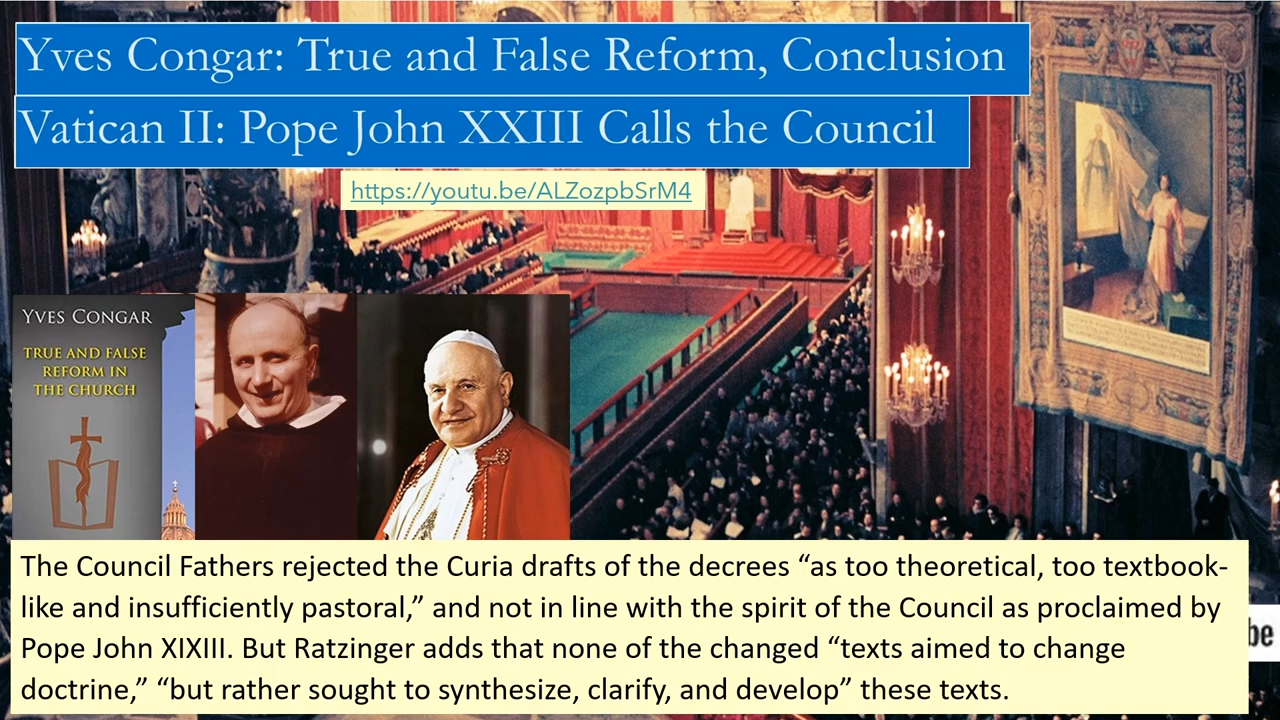 Yves Congar: True and False Reform, Conclusion
Vatican II: Pope John XXIII Calls the Council
https://youtu.be/ALZozpbSrM4
YVES CONGAR
TRUE AND FALSE
REFORM IN
THE CHURCH
The Council Fathers rejected the Curia drafts of the decrees “as too theoretical, too textbook-
like and insufficiently pastoral,” and not in line with the spirit of the Council as proclaimed by
Pope John XIXIII. But Ratzinger adds that none of the changed “texts aimed to change
doctrine,” “but rather sought to synthesize, clarify, and develop” these texts.
be